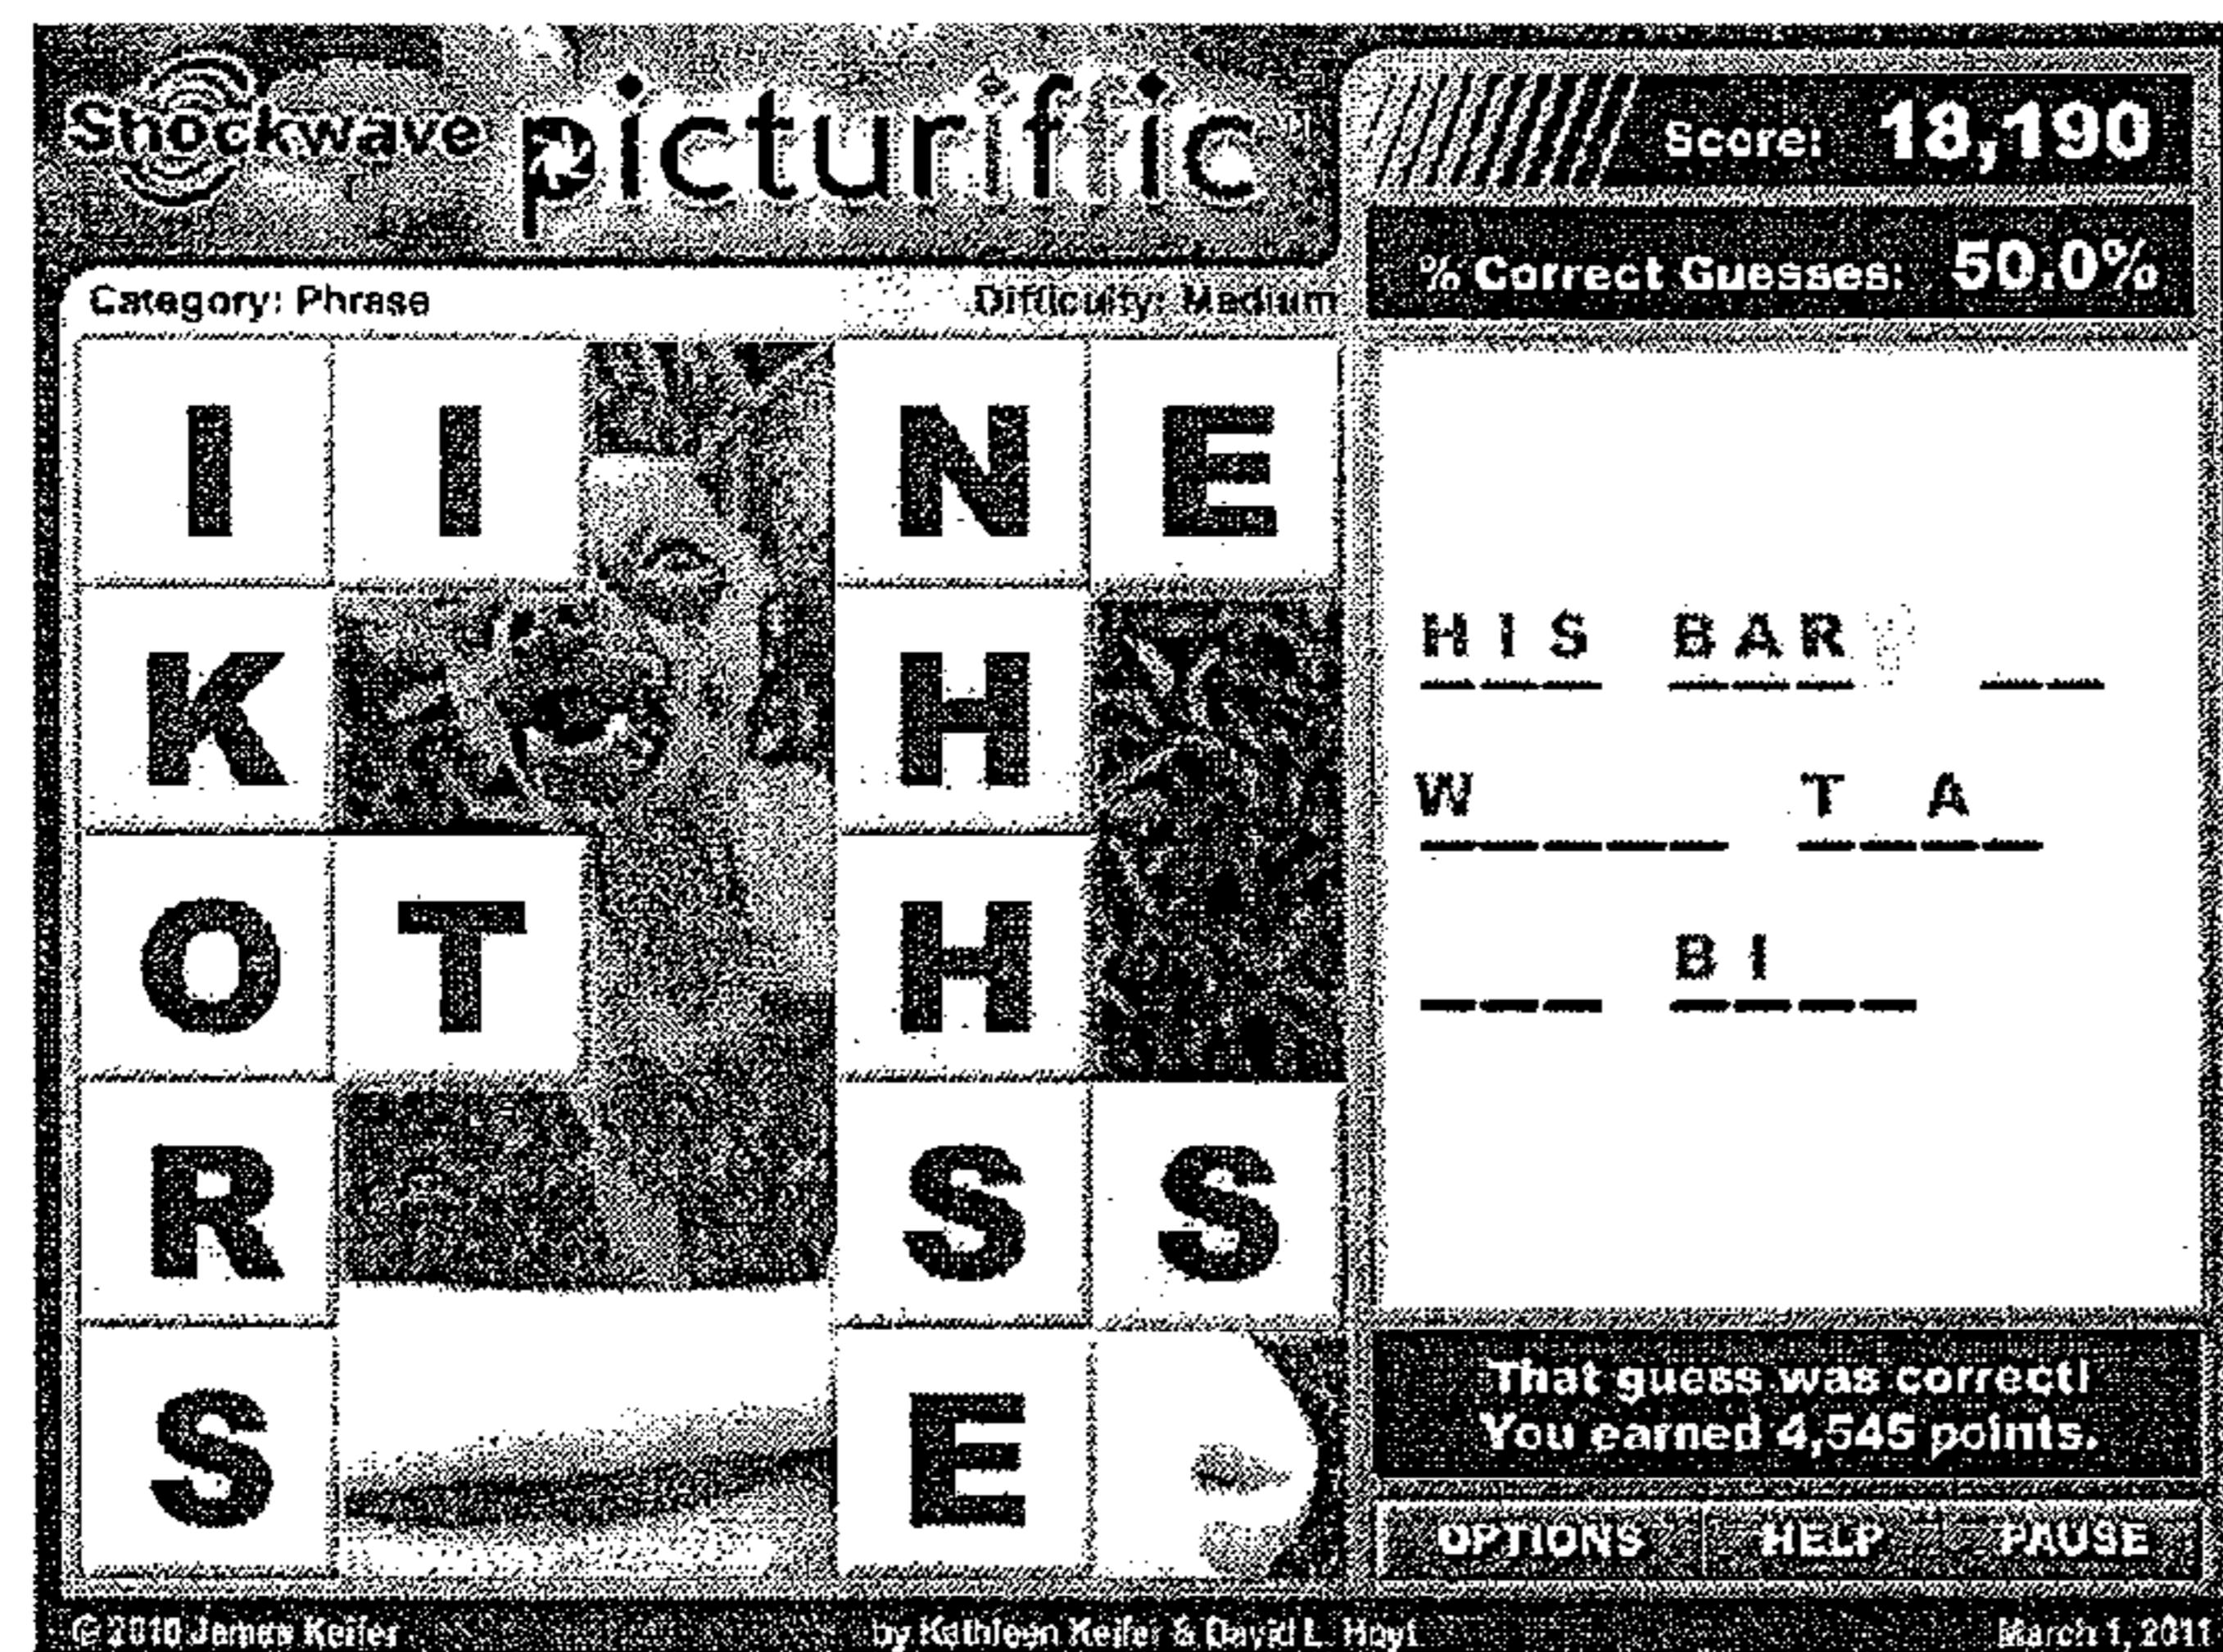 Shockwave picturific
Score: 18,190
% Correct Guesses: 50.0%
Category: Phrase Difficulty: Medium
I I N E
K H
O T H
R S S
S E
HIS BAR
W T A
BI
That guess was correct!
You earned 4,545 points.
OPTIONS HELP PAUSE
© 2010 James Keifer by Kathleen Keifer & David L. Hoyt March 1, 2011